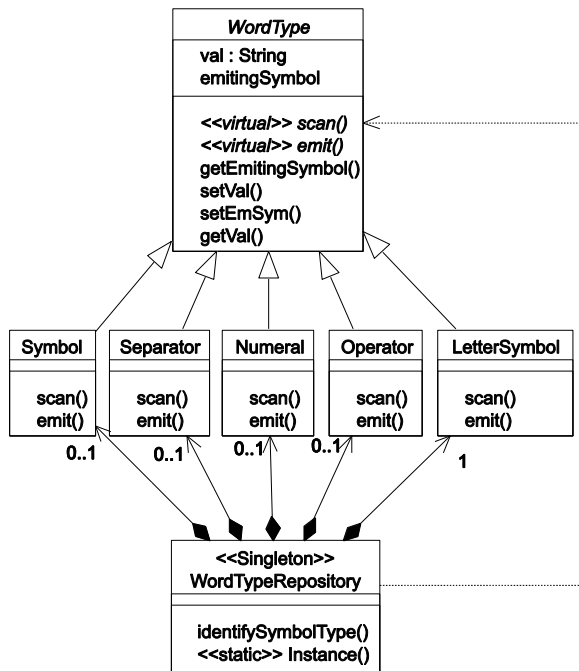 WordType
val : String
emitingSymbol
<<virtual>> scan()
<<virtual>> emit()
getEmitingSymbol()
setVal()
setEmSym()
getVal()
Symbol
scan()
emit()
Separator
scan()
emit()
Numeral
scan()
emit()
Operator
scan()
emit()
LetterSymbol
scan()
emit()
0..1
0..1
0..1
0..1
1
<<Singleton>>
WordTypeRepository
identifySymbolType()
<<static>> Instance()